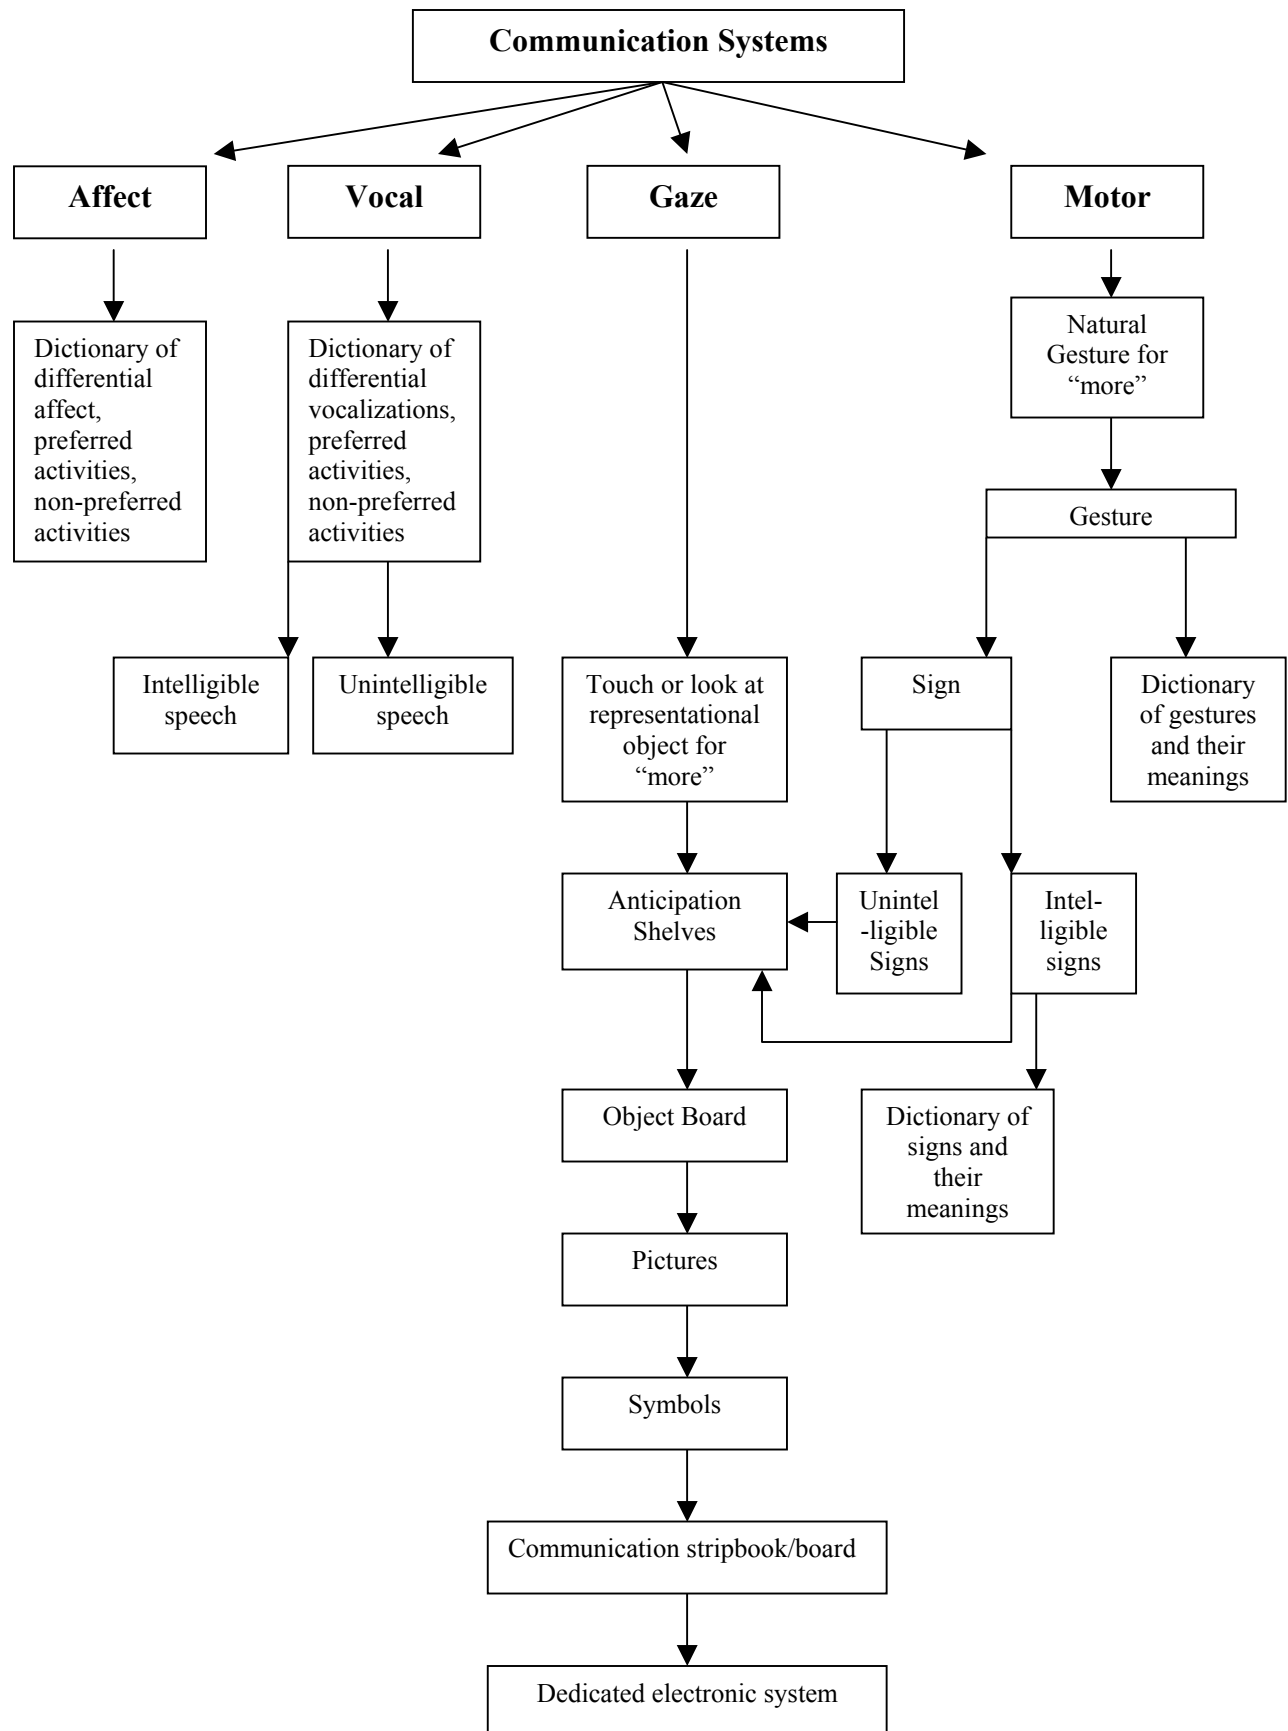 Communication Systems
Affect
Vocal
Gaze
Motor
Dictionary of
differential
affect,
preferred
activities,
non-preferred
activities
Dictionary of
differential
vocalizations,
preferred
activities,
non-preferred
activities
Natural
Gesture for
“more”
Gesture
Intelligible
speech
Unintelligible
speech
Touch or look at
representational
object for
“more”
Sign
Dictionary
of gestures
and their
meanings
Anticipation
Shelves
Unintel
-ligible
Signs
Intel-
ligible
signs
Object Board
Dictionary of
signs and
their
meanings
Pictures
Symbols
Communication stripbook/board
Dedicated electronic system